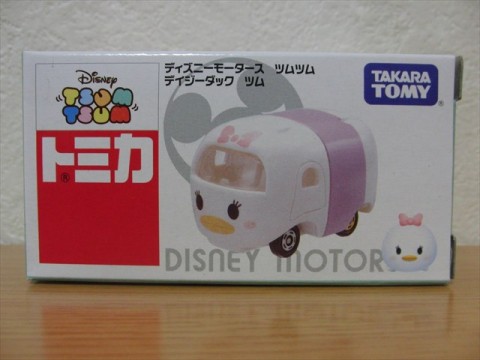 Disney
TSUM
TSUM
トミカ
®
ディズニーモータース ツムツム
デイジーダック ツム
TAKARA
TOMY
®
DISNEY MOTOR